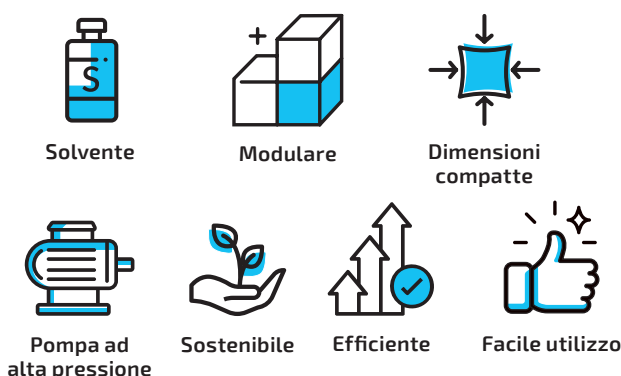 S
+
Solvente
Modulare
Dimensioni
compatte
Pompa ad
alta pressione
Sostenibile
Efficiente
Facile utilizzo